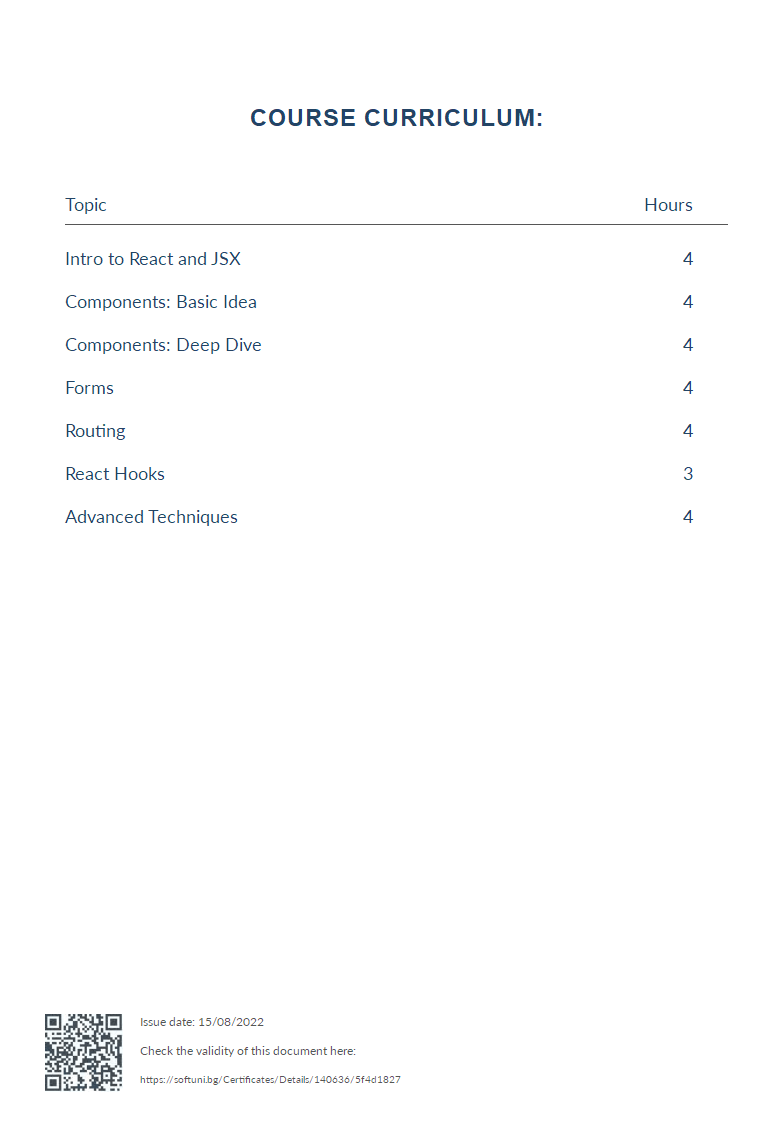 COURSE CURRICULUM:
Topic Hours
Intro to React and JSX 4
Components: Basic Idea 4
Components: Deep Dive 4
Forms 4
Routing 4
React Hooks 3
Advanced Techniques 4
Issue date: 15/08/2022
Check the validity of this document here:
https://softuni.bg/Certificates/Details/140636/5f4d1827